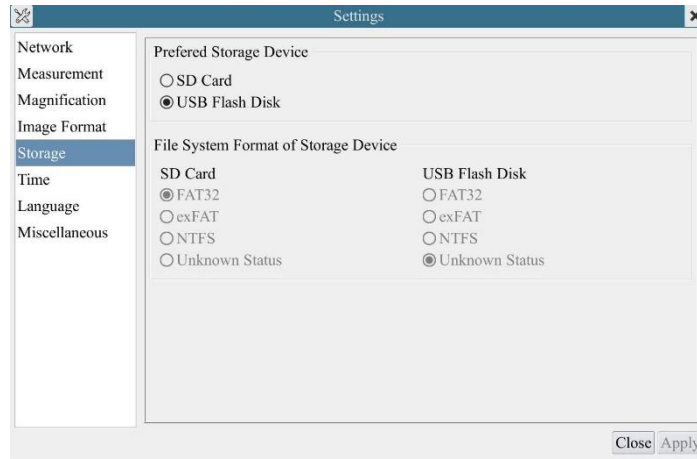 Settings
Network
Measurement
Magnification
Image Format
Storage
Time
Language
Miscellaneous
Prefered Storage Device
SD Card
USB Flash Disk
File System Format of Storage Device
SD Card
FAT32
exFAT
NTFS
Unknown Status
USB Flash Disk
FAT32
exFAT
NTFS
Unknown Status
Close Apply